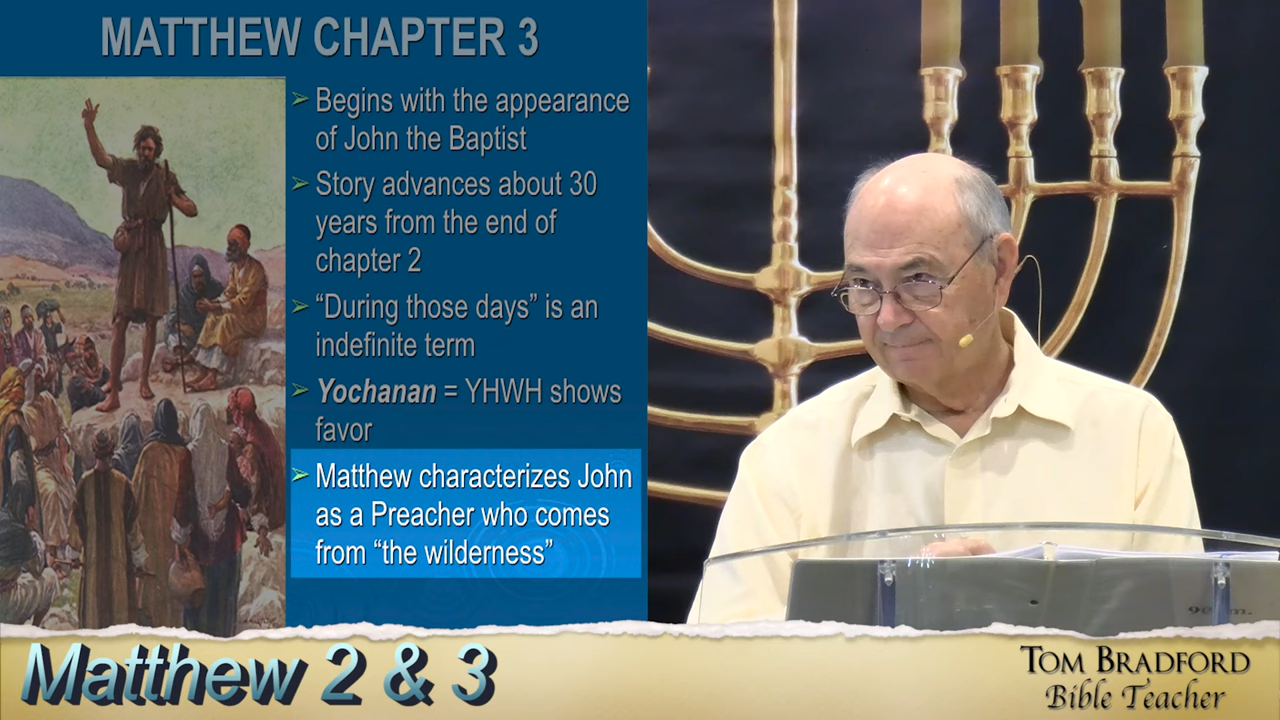 MATTHEW CHAPTER 3
➢ Begins with the appearance
of John the Baptist
➢ Story advances about 30
years from the end of
chapter 2
➢ “During those days” is an
indefinite term
➢ Yochanan = YHWH shows
favor
➢ Matthew characterizes John
as a Preacher who comes
from “the wilderness”
Matthew 2 & 3
TOM BRADFORD
Bible Teacher